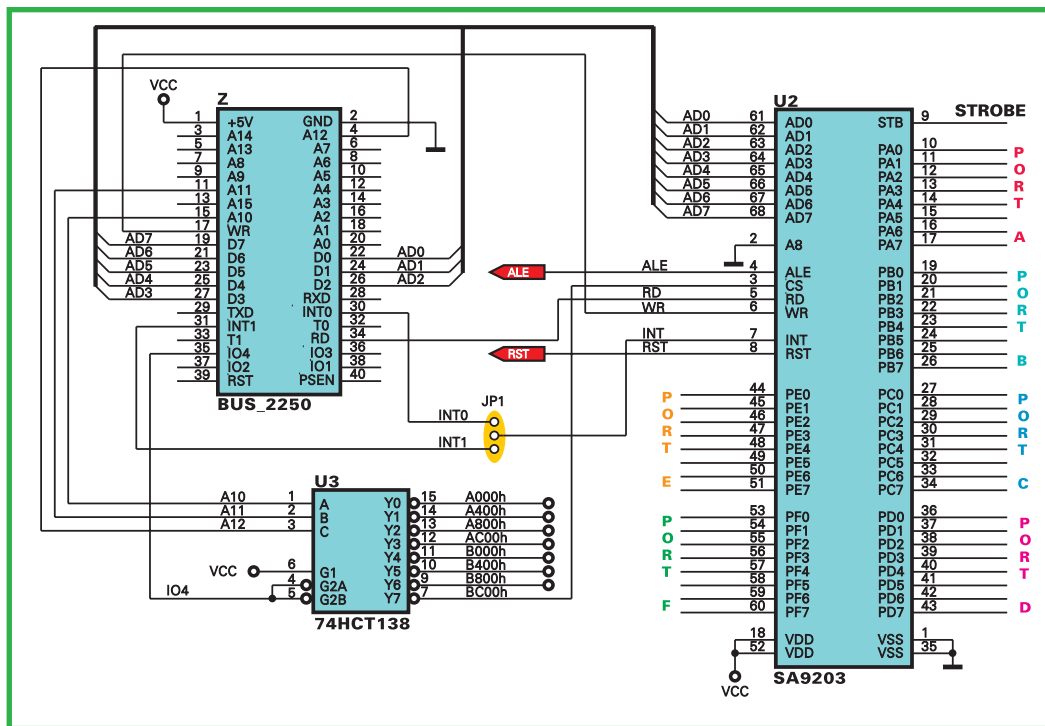 VCC
Z
1 +5V GND 2
3 A14 A12 4
5 A13 A7 6
7 A8 A6 8
9 A9 A5 10
11 A11 A4 12
13 A15 A3 14
15 A10 A2 16
17 WR A1 18
19 D7 A0 20
21 D6 D0 22
23 D5 D1 24
25 D4 D2 26
27 D3 RXD 28
29 TXD INT0 30
31 INT1 T0 32
33 T1 RD 34
35 IO4 IO3 36
37 IO2 IO1 38
39 RST PSEN 40
BUS_2250
AD7
AD6
AD5
AD4
AD3
AD0
AD1
AD2
ALE
RST
JP1
INT0
INT1
U3
A10 1 A Y0 15 A000h
A11 2 B Y1 14 A400h
A12 3 C Y2 13 A800h
Y3 12 AC00h
Y4 11 B000h
VCC 6 G1 Y5 10 B400h
4 G2A Y6 9 B800h
IO4 5 G2B Y7 7 BC00h
74HCT138
U2
AD0 61 AD0 STB 9 STROBE
AD1 62 AD1
AD2 63 AD2 PA0 10
AD3 64 AD3 PA1 11
AD4 65 AD4 PA2 12
AD5 66 AD5 PA3 13
AD6 67 AD6 PA4 14
AD7 68 AD7 PA5 15
PA6 16
2 A8 PA7 17
PORT A
ALE 4 ALE PB0 19
3 CS PB1 20
RD 5 RD PB2 21
WR 6 WR PB3 22
PB4 23
INT 7 INT PB5 24
RST 8 RST PB6 25
PB7 26
PORT B
44 PE0 PC0 27
45 PE1 PC1 28
46 PE2 PC2 29
47 PE3 PC3 30
48 PE4 PC4 31
49 PE5 PC5 32
50 PE6 PC6 33
51 PE7 PC7 34
PORT E
PORT C
53 PF0 PD0 36
54 PF1 PD1 37
55 PF2 PD2 38
56 PF3 PD3 39
57 PF4 PD4 40
58 PF5 PD5 41
59 PF6 PD6 42
60 PF7 PD7 43
PORT F
PORT D
18 VDD VSS 1
52 VDD VSS 35
VCC
SA9203